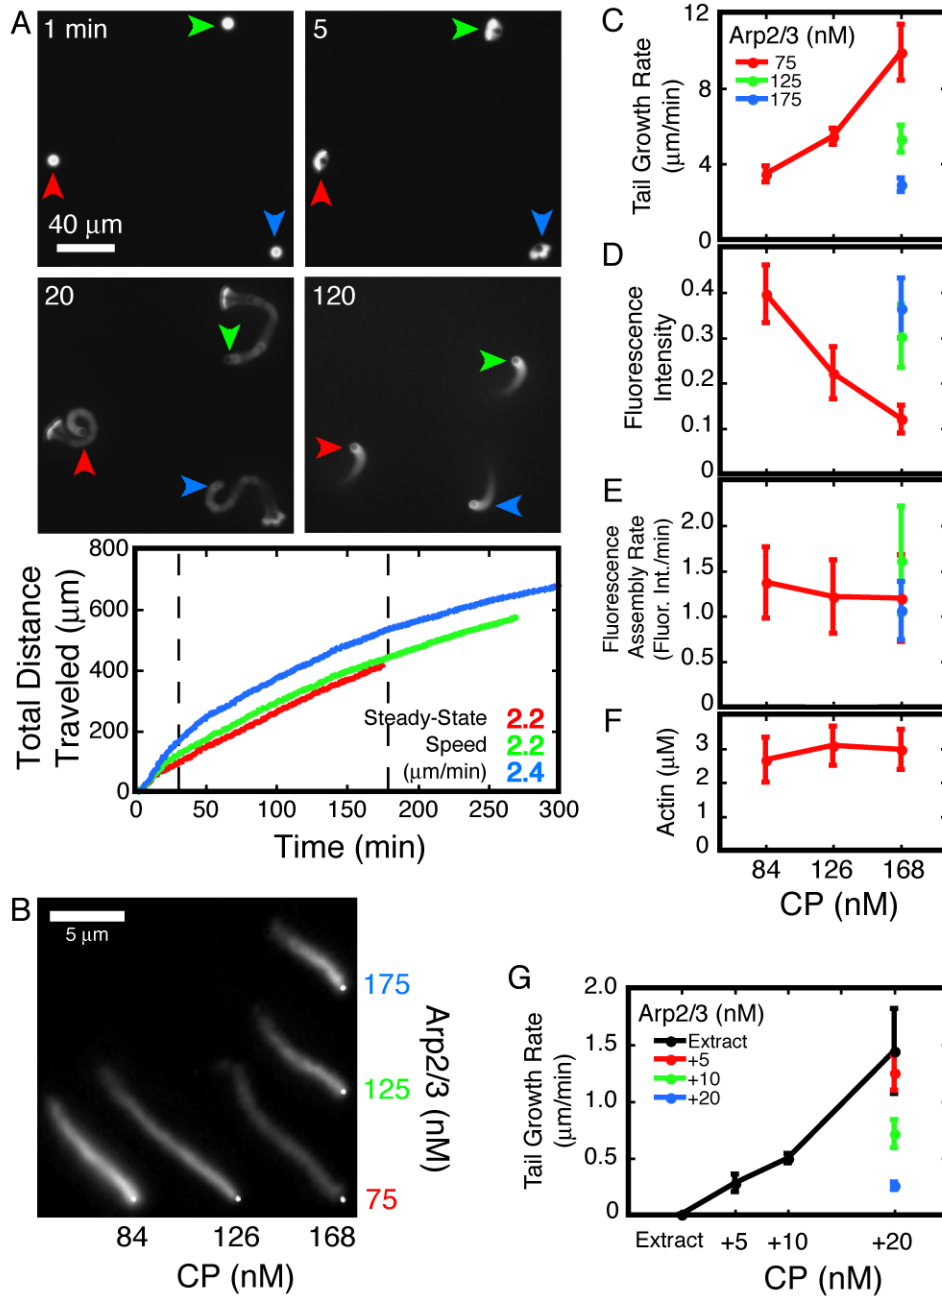 A
1 min
5
40 μm
20
120
Total Distance
Traveled (μm)
800
600
400
200
0
Steady-State
Speed
(μm/min)
2.2
2.2
2.4
0
50
100
150
200
250
300
Time (min)
B
5 μm
175
125
75
Arp2/3 (nM)
84
126
168
CP (nM)
C
Tail Growth Rate
(μm/min)
12
8
4
0
Arp2/3 (nM)
75
125
175
D
Fluorescence
Intensity
0.4
0.3
0.2
0.1
0
E
Fluorescence
Assembly Rate
(Fluor. Int./min)
2.0
1.5
1.0
0.5
0
F
Actin (μM)
3
2
1
0
84
126
168
CP (nM)
G
Tail Growth Rate
(μm/min)
2.0
1.5
1.0
0.5
0
Arp2/3 (nM)
Extract
+5
+10
+20
Extract
+5
+10
+20
CP (nM)